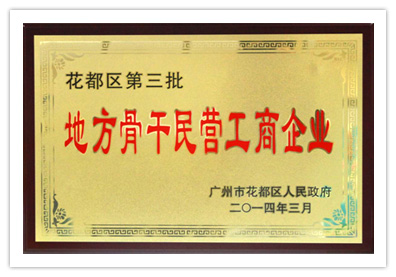 花都区第三批
地方骨干民营工商企业
广州市花都区人民政府
二〇一四年三月